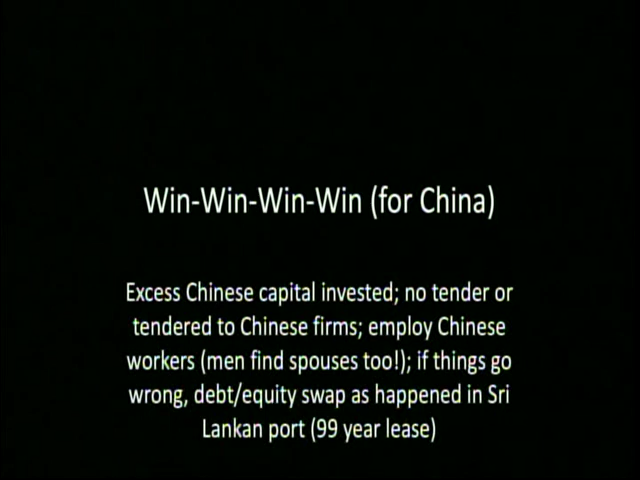 Win-Win-Win-Win (for China)
Excess Chinese capital invested; no tender or
tendered to Chinese firms; employ Chinese
workers (men find spouses too!); if things go
wrong, debt/equity swap as happened in Sri
Lankan port (99 year lease)